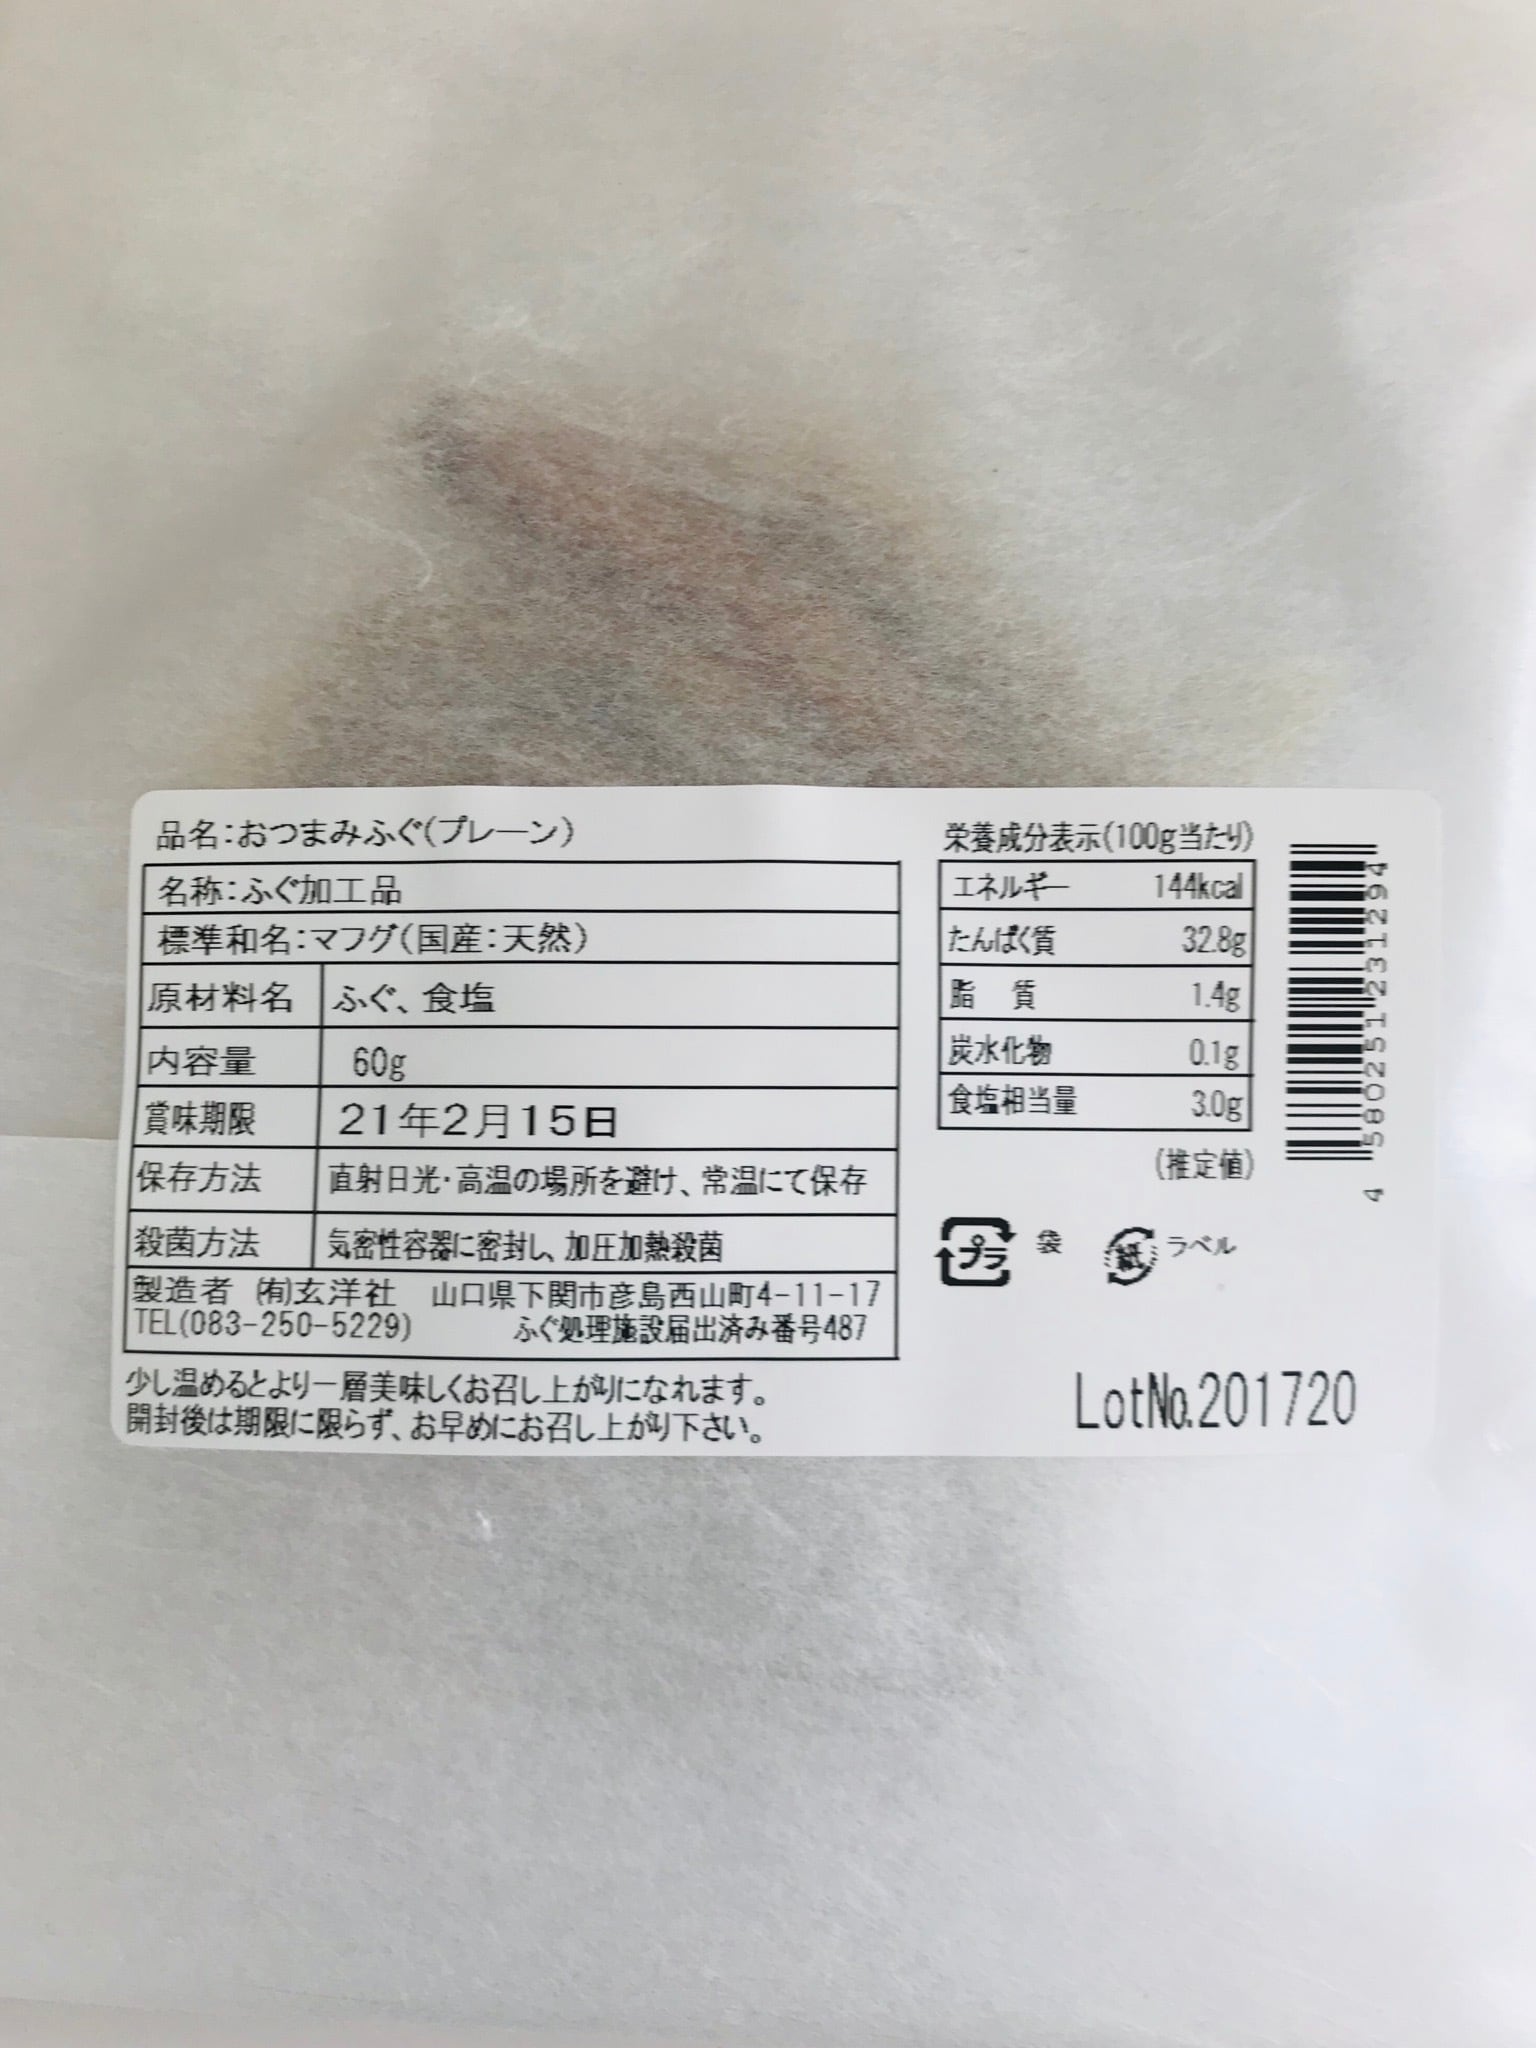 品名:おつまみふぐ(プレーン)
名称:ふぐ加工品
標準和名:マフグ(国産:天然)
原材料名 ふぐ、食塩
内容量 60g
賞味期限 21年2月15日
保存方法 直射日光・高温の場所を避け、常温にて保存
殺菌方法 気密性容器に密封し、加圧加熱殺菌
製造者 (有)玄洋社 山口県下関市彦島西山町4-11-17
TEL(083-250-5229) ふぐ処理施設届出済み番号487
少し温めるとより一層美味しくお召し上がりになれます。
開封後は期限に限らず、お早めにお召し上がり下さい。
栄養成分表示(100g当たり)
エネルギー 144kcal
たんぱく質 32.8g
脂 質 1.4g
炭水化物 0.1g
食塩相当量 3.0g
(推定値)
プラ 袋 紙 ラベル
LotNo.201720
4 580251 231294